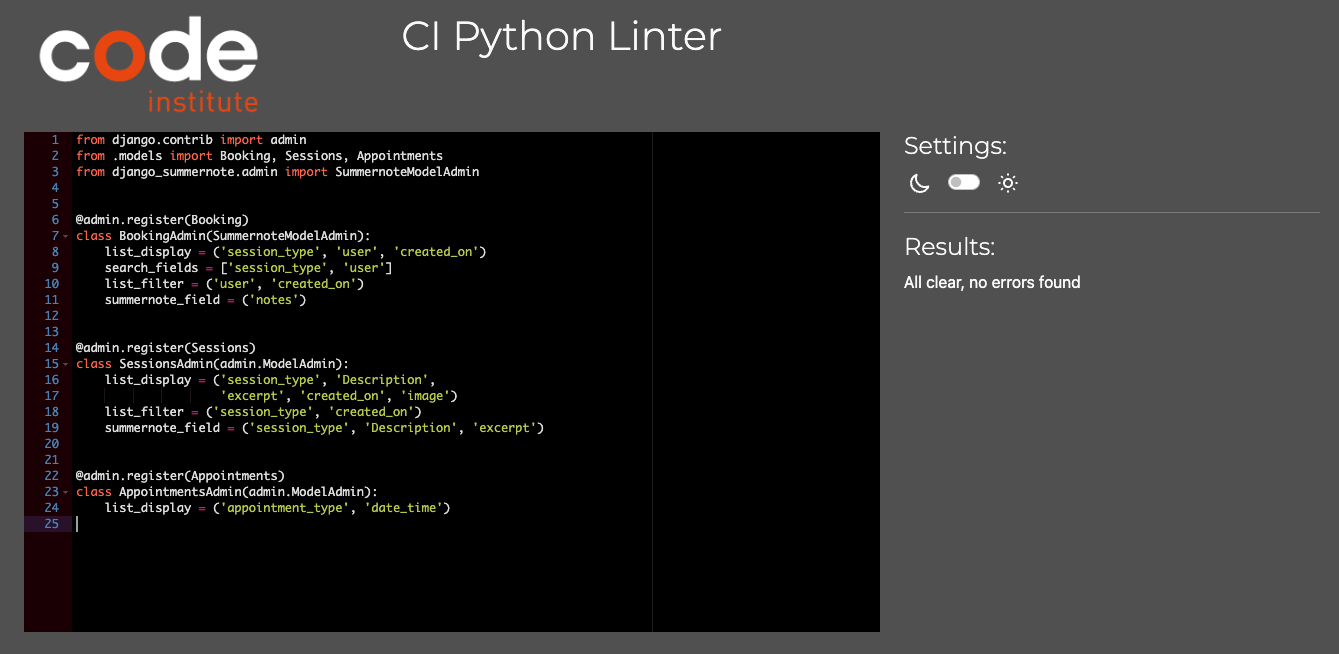 code
institute
CI Python Linter
1 from django.contrib import admin
2 from .models import Booking, Sessions, Appointments
3 from django_summernote.admin import SummernoteModelAdmin
4
5
6 @admin.register(Booking)
7 class BookingAdmin(SummernoteModelAdmin):
8     list_display = ('session_type', 'user', 'created_on')
9     search_fields = ['session_type', 'user']
10     list_filter = ('user', 'created_on')
11     summernote_field = ('notes')
12
13
14 @admin.register(Sessions)
15 class SessionsAdmin(admin.ModelAdmin):
16     list_display = ('session_type', 'Description',
17                     'excerpt', 'created_on', 'image')
18     list_filter = ('session_type', 'created_on')
19     summernote_field = ('session_type', 'Description', 'excerpt')
20
21
22 @admin.register(Appointments)
23 class AppointmentsAdmin(admin.ModelAdmin):
24     list_display = ('appointment_type', 'date_time')
25
Settings:
Results:
All clear, no errors found